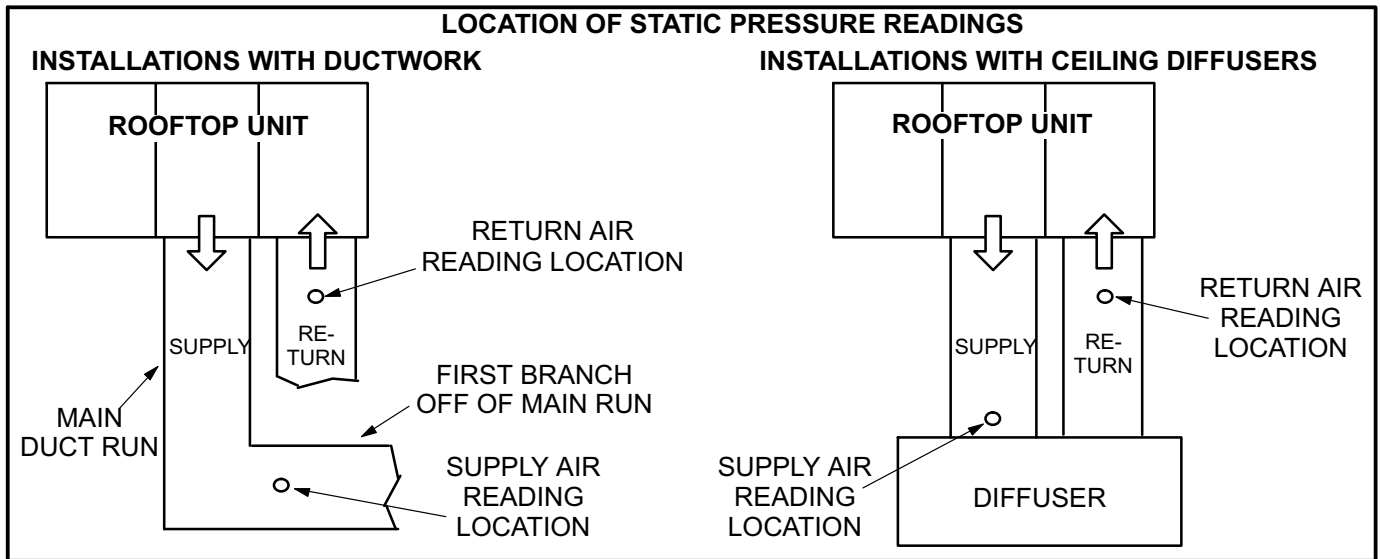 LOCATION OF STATIC PRESSURE READINGS
INSTALLATIONS WITH DUCTWORK
ROOFTOP UNIT
RETURN AIR
READING LOCATION
SUPPLY
RE-
TURN
FIRST BRANCH
OFF OF MAIN RUN
MAIN
DUCT RUN
SUPPLY AIR
READING
LOCATION
INSTALLATIONS WITH CEILING DIFFUSERS
ROOFTOP UNIT
RETURN AIR
READING
LOCATION
SUPPLY
RE-
TURN
SUPPLY AIR
READING
LOCATION
DIFFUSER